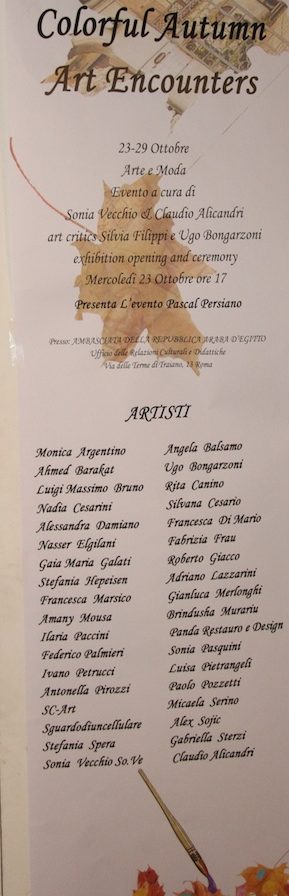 Colorful Autumn
Art Encounters
23-29 Ottobre
Arte e Moda
Evento a cura di
Sonia Vecchio & Claudio Alicandri
art critics Silvia Filippi e Ugo Bongarzoni
exhibition opening and ceremony
Mercoledì 23 Ottobre ore 17
Presenta L'evento Pascal Persiano
Presso: AMBASCIATA DELLA REPUBBLICA ARABA D'EGITTO
Ufficio delle Relazioni Culturali e Didattiche
Via delle Terme di Traiano, 13 Roma
ARTISTI
Monica Argentino
Ahmed Barakat
Luigi Massimo Bruno
Nadia Cesarini
Alessandra Damiano
Nasser Elgilani
Gaia Maria Galati
Stefania Hepeisen
Francesca Marsico
Amany Mousa
Ilaria Paccini
Federico Palmieri
Ivano Petrucci
Antonella Pirozzi
SC-Art
Sguardodiuncellulare
Stefania Spera
Sonia Vecchio So.Ve
Angela Balsamo
Ugo Bongarzoni
Rita Canino
Silvana Cesario
Francesca Di Mario
Fabrizia Frau
Roberto Giacco
Adriano Lazzarini
Gianluca Merlonghi
Brindusha Murariu
Panda Restauro e Design
Sonia Pasquini
Luisa Pietrangeli
Paolo Pozzetti
Micaela Serino
Alex Sojic
Gabriella Sterzi
Claudio Alicandri